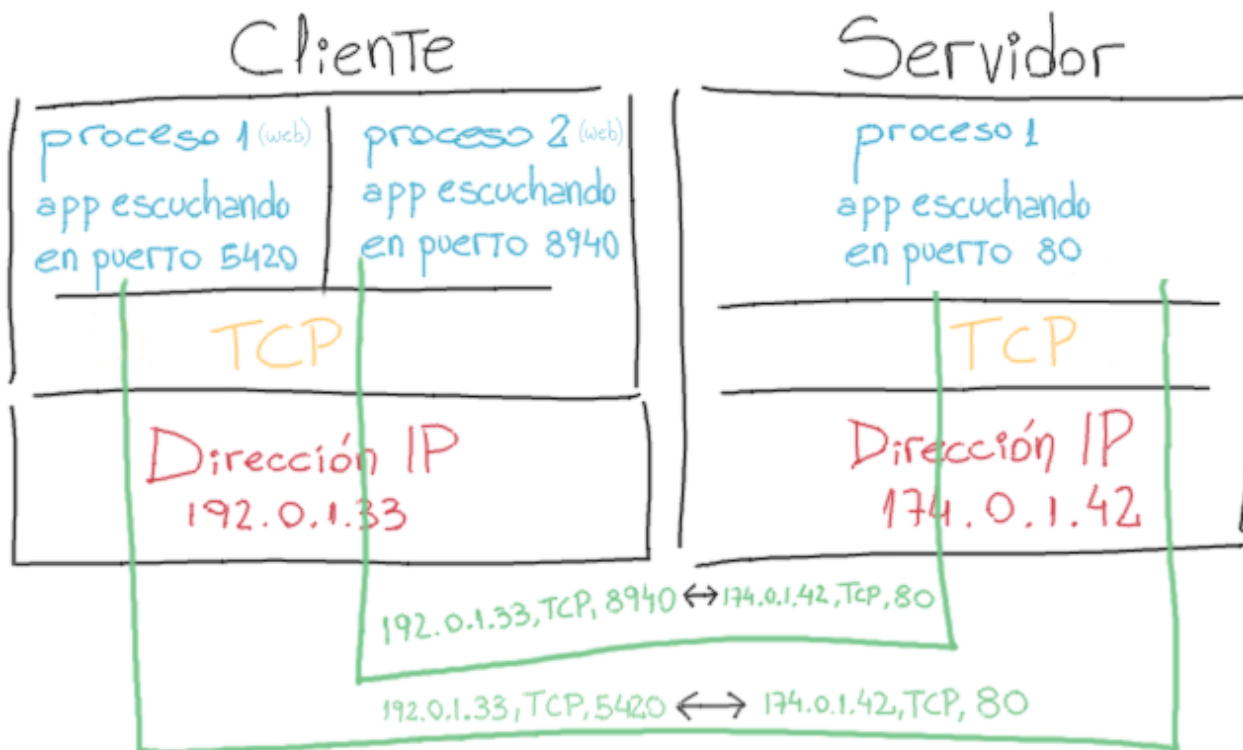 Cliente
proceso 1 (web)
app escuchando
en puerto 5420
proceso 2 (web)
app escuchando
en puerto 8940
TCP
Dirección IP
192.0.1.33
Servidor
proceso 1
app escuchando
en puerto 80
TCP
Dirección IP
174.0.1.42
192.0.1.33, TCP, 8940 ↔ 174.0.1.42, TCP, 80
192.0.1.33, TCP, 5420 ↔ 174.0.1.42, TCP, 80